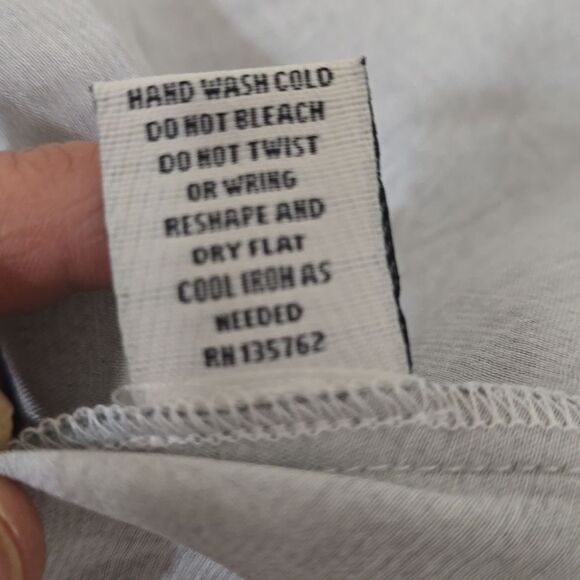 HAND WASH COLD
DO NOT BLEACH
DO NOT TWIST
OR WRING
RESHAPE AND
DRY FLAT
COOL IRON AS
NEEDED
RN 135762